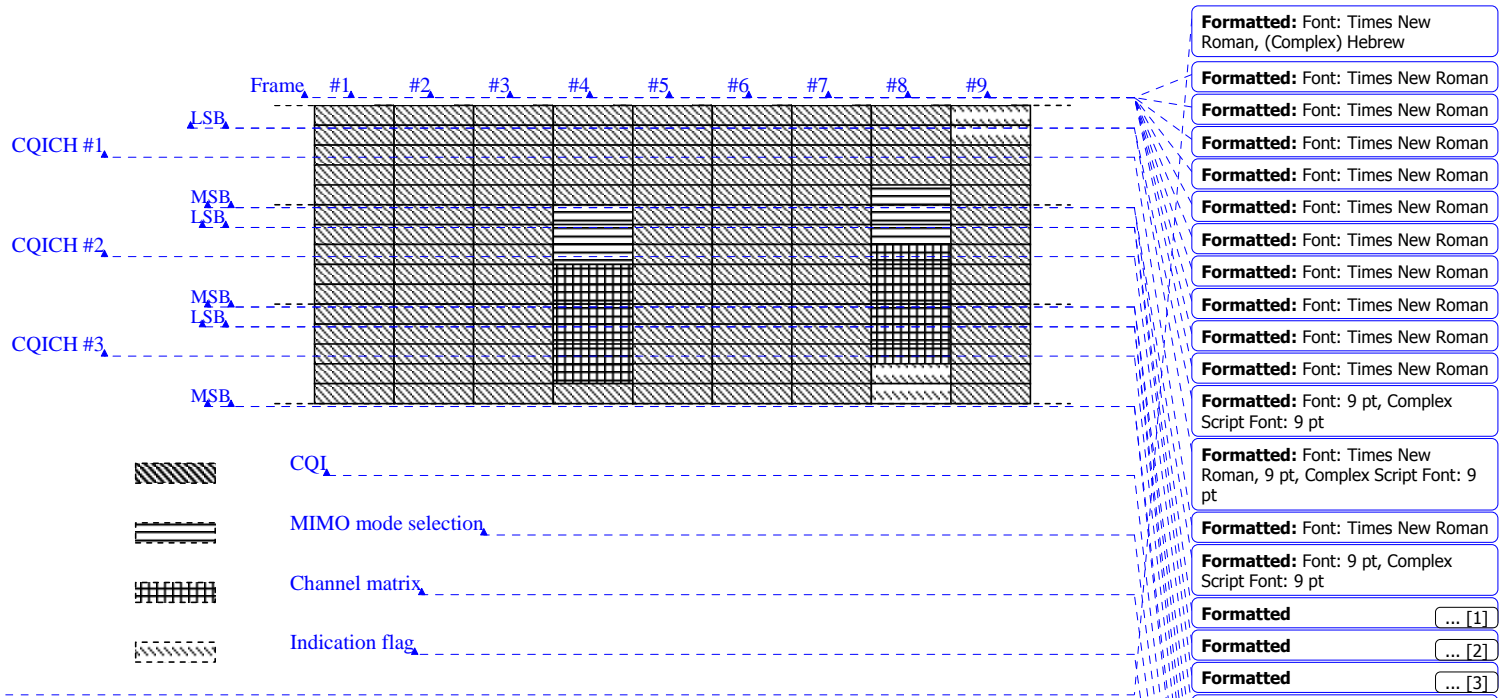 Frame #1 #2 #3 #4 #5 #6 #7 #8 #9
LSB
CQICH #1
MSB
LSB
CQICH #2
MSB
LSB
CQICH #3
MSB
CQI
MIMO mode selection
Channel matrix
Indication flag
Formatted: Font: Times New
Roman, (Complex) Hebrew
Formatted: Font: Times New Roman
Formatted: Font: Times New Roman
Formatted: Font: Times New Roman
Formatted: Font: Times New Roman
Formatted: Font: Times New Roman
Formatted: Font: Times New Roman
Formatted: Font: Times New Roman
Formatted: Font: Times New Roman
Formatted: Font: Times New Roman
Formatted: Font: Times New Roman
Formatted: Font: 9 pt, Complex
Script Font: 9 pt
Formatted: Font: Times New
Roman, 9 pt, Complex Script Font: 9
pt
Formatted: Font: Times New Roman
Formatted: Font: 9 pt, Complex
Script Font: 9 pt
Formatted ... [1]
Formatted ... [2]
Formatted ... [3]